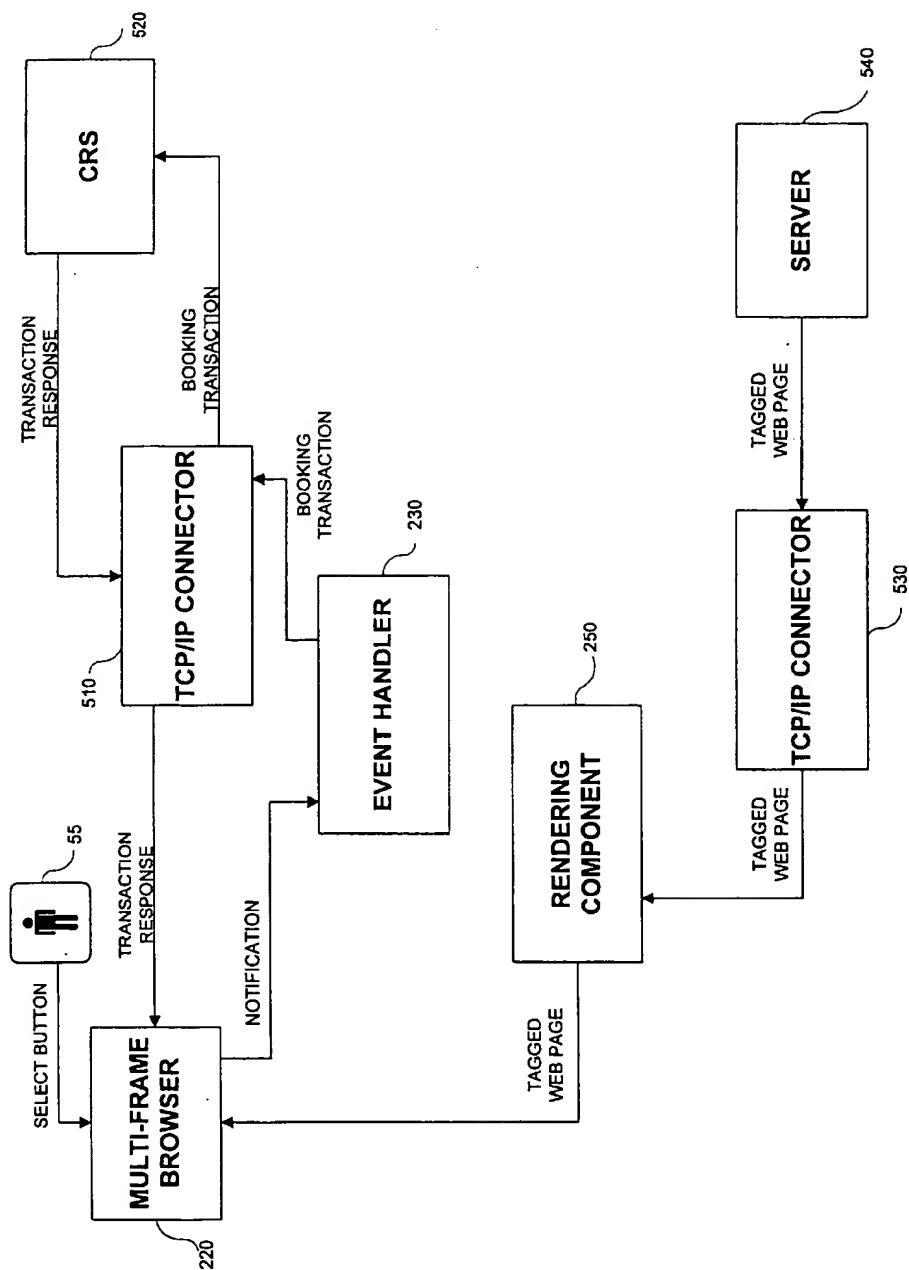 520
CRS
TRANSACTION
RESPONSE
BOOKING
TRANSACTION
510
TCP/IP CONNECTOR
BOOKING
TRANSACTION
230
EVENT HANDLER
55
SELECT BUTTON
TRANSACTION
RESPONSE
NOTIFICATION
MULTI-FRAME
BROWSER
220
540
SERVER
TAGGED
WEB PAGE
TCP/IP CONNECTOR
530
TAGGED
WEB PAGE
250
RENDERING
COMPONENT
TAGGED
WEB PAGE